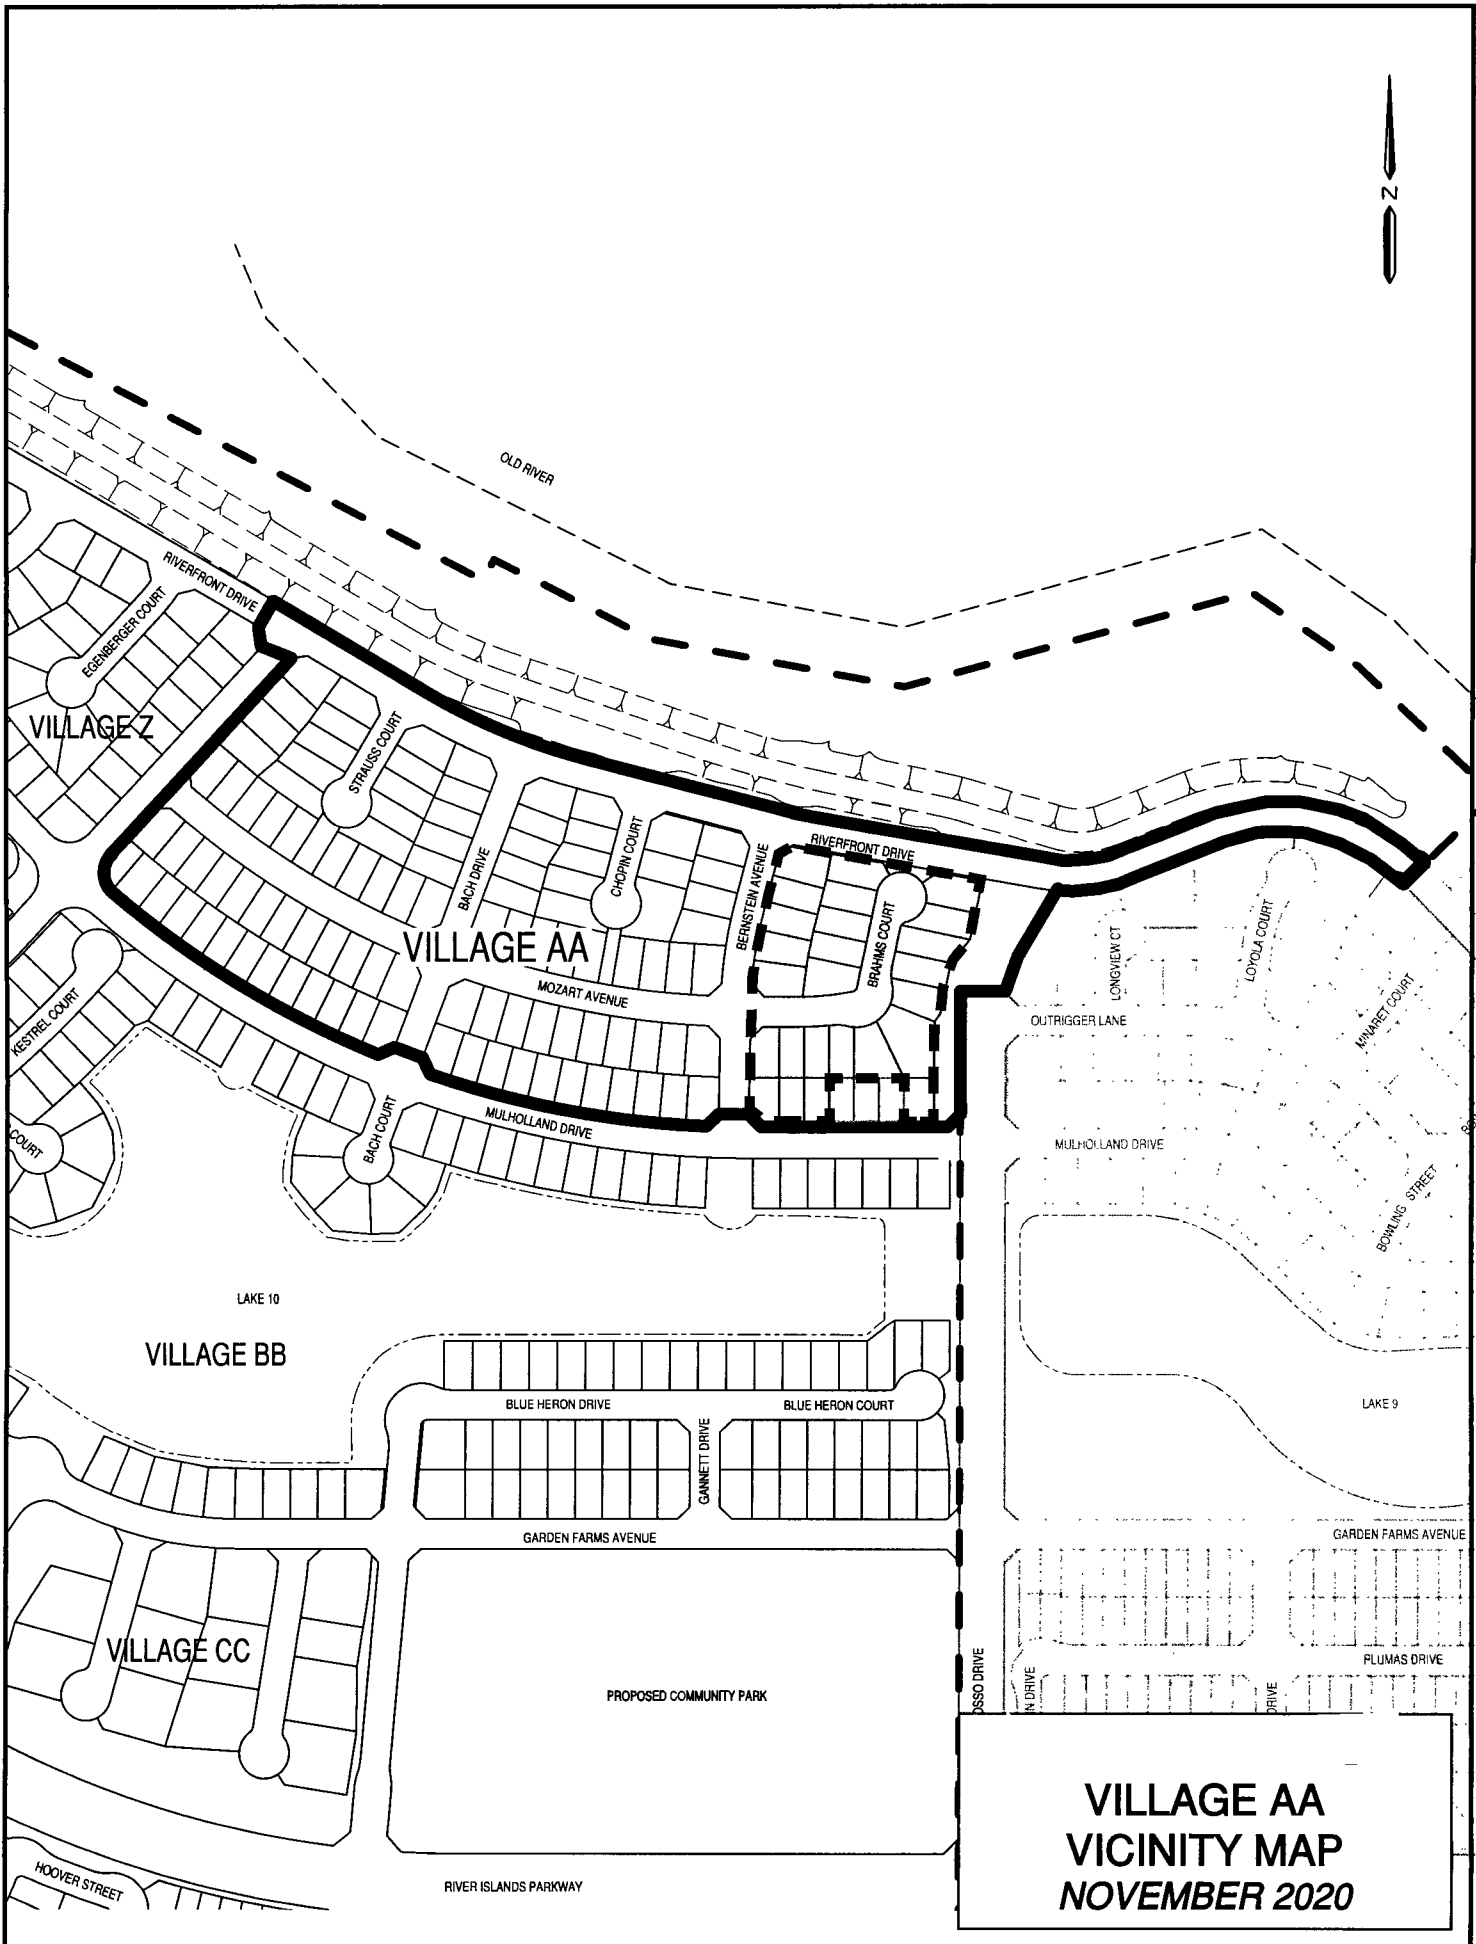 N
OLD RIVER
RIVERFRONT DRIVE
EGENBERGER COURT
VILLAGE Z
STRAUSS COURT
BACH DRIVE
CHOPIN COURT
BERNSTEIN AVENUE
RIVERFRONT DRIVE
BRAHMS COURT
VILLAGE AA
MOZART AVENUE
LONGVIEW CT
LOYOLA COURT
MINARET COURT
OUTRIGGER LANE
KESTREL COURT
COURT
BACH COURT
MULHOLLAND DRIVE
MULHOLLAND DRIVE
BOWLING STREET
LAKE 10
VILLAGE BB
BLUE HERON DRIVE
BLUE HERON COURT
GANNETT DRIVE
LAKE 9
GARDEN FARMS AVENUE
GARDEN FARMS AVENUE
VILLAGE CC
PROPOSED COMMUNITY PARK
OSSO DRIVE
N DRIVE
DRIVE
PLUMAS DRIVE
HOOVER STREET
RIVER ISLANDS PARKWAY
VILLAGE AA
VICINITY MAP
NOVEMBER 2020